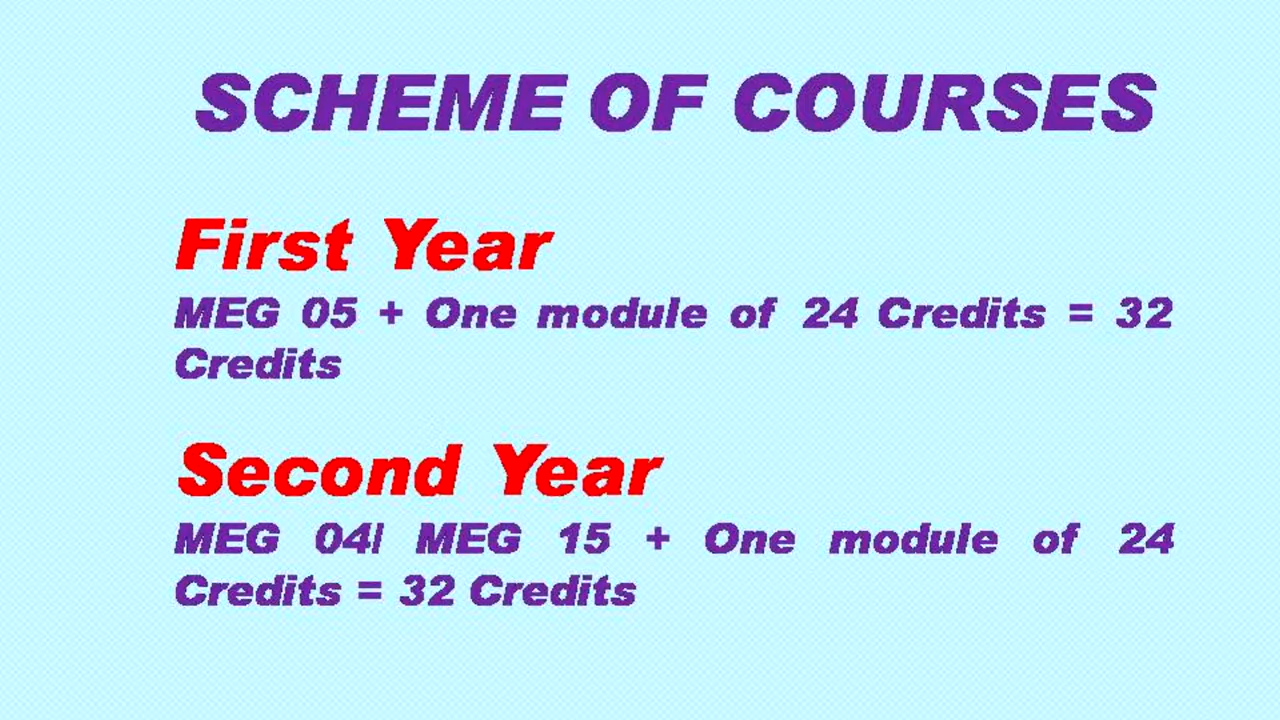 SCHEME OF COURSES
First Year
MEG 05 + One module of 24 Credits = 32
Credits
Second Year
MEG 04/ MEG 15 + One module of 24
Credits = 32 Credits